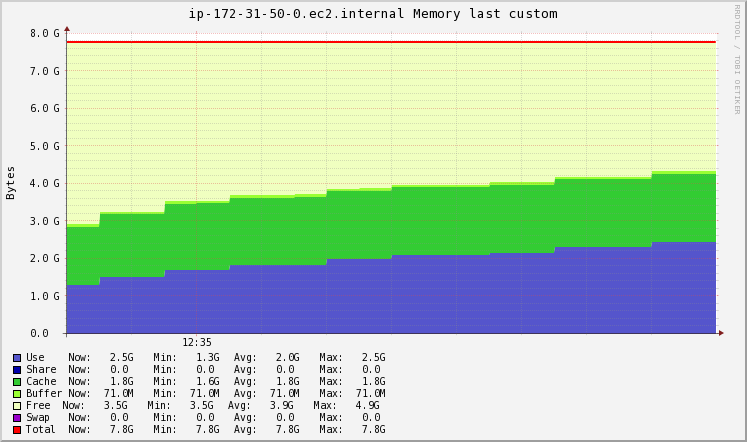 ip-172-31-50-0.ec2.internal Memory last custom
RRDTOOL / TOBI OETIKER
Bytes
8.0 G
7.0 G
6.0 G
5.0 G
4.0 G
3.0 G
2.0 G
1.0 G
0.0
12:35
Use Now: 2.5G Min: 1.3G Avg: 2.0G Max: 2.5G
Share Now: 0.0 Min: 0.0 Avg: 0.0 Max: 0.0
Cache Now: 1.8G Min: 1.6G Avg: 1.8G Max: 1.8G
Buffer Now: 71.0M Min: 71.0M Avg: 71.0M Max: 71.0M
Free Now: 3.5G Min: 3.5G Avg: 3.9G Max: 4.9G
Swap Now: 0.0 Min: 0.0 Avg: 0.0 Max: 0.0
Total Now: 7.8G Min: 7.8G Avg: 7.8G Max: 7.8G